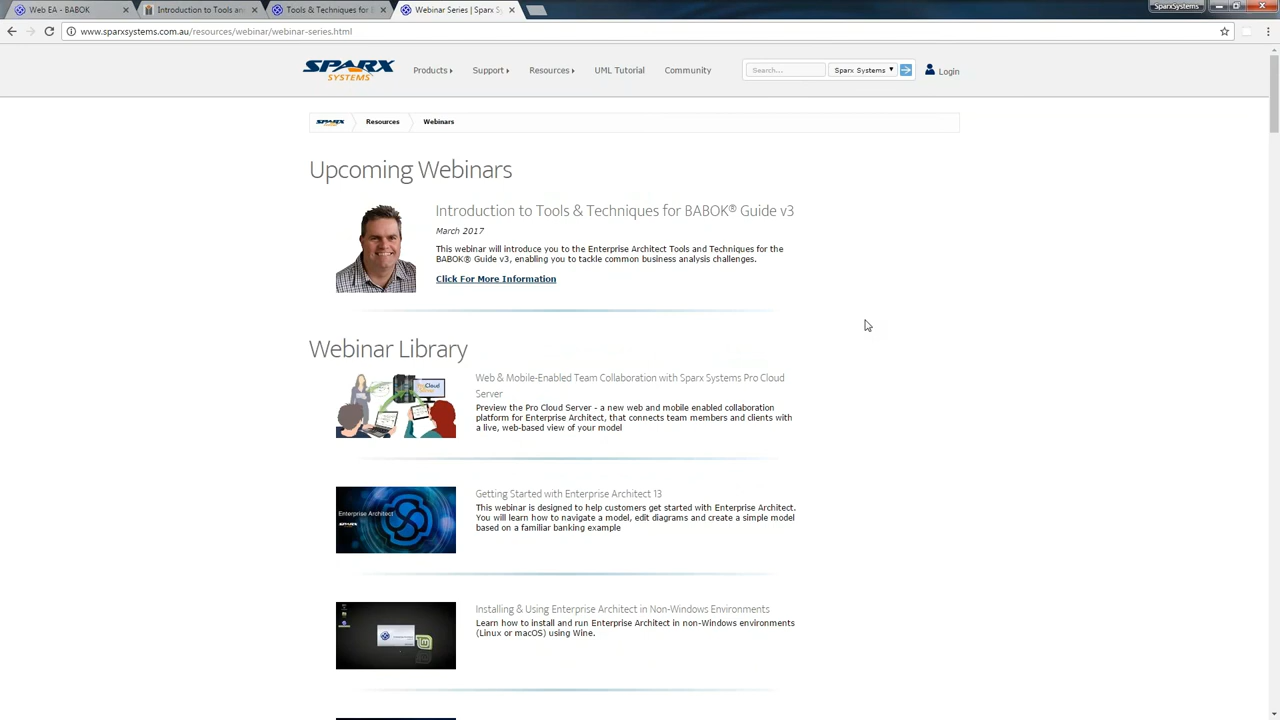 Web EA - BABOK
Introduction to Tools and
Tools & Techniques for B
Webinar Series | Sparx Sy
SparxSystems
www.sparxsystems.com.au/resources/webinar/webinar-series.html
SPARX
SYSTEMS
Products
Support
Resources
UML Tutorial
Community
Search...
Sparx Systems
Login
SPARX
Resources
Webinars
Upcoming Webinars
Introduction to Tools & Techniques for BABOK® Guide v3
March 2017
This webinar will introduce you to the Enterprise Architect Tools and Techniques for the
BABOK® Guide v3, enabling you to tackle common business analysis challenges.
Click For More Information
Webinar Library
ProCloud
Server
Web & Mobile-Enabled Team Collaboration with Sparx Systems Pro Cloud
Server
Preview the Pro Cloud Server - a new web and mobile enabled collaboration
platform for Enterprise Architect, that connects team members and clients with
a live, web-based view of your model
Enterprise Architect
SPARX
Getting Started with Enterprise Architect 13
This webinar is designed to help customers get started with Enterprise Architect.
You will learn how to navigate a model, edit diagrams and create a simple model
based on a familiar banking example
Installing & Using Enterprise Architect in Non-Windows Environments
Learn how to install and run Enterprise Architect in non-Windows environments
(Linux or macOS) using Wine.